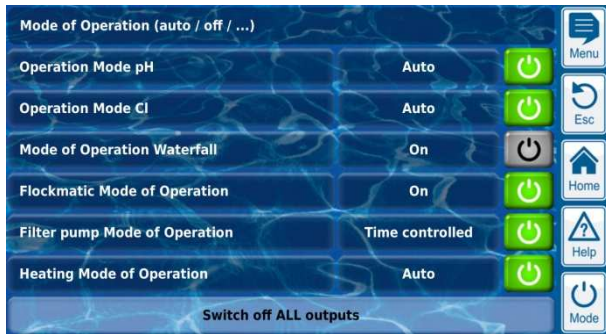 Mode of Operation (auto / off / ...)
Menu
Operation Mode pH Auto
Operation Mode Cl Auto
Esc
Mode of Operation Waterfall On
Home
Flockmatic Mode of Operation On
Filter pump Mode of Operation Time controlled
? Help
Heating Mode of Operation Auto
Switch off ALL outputs
Mode